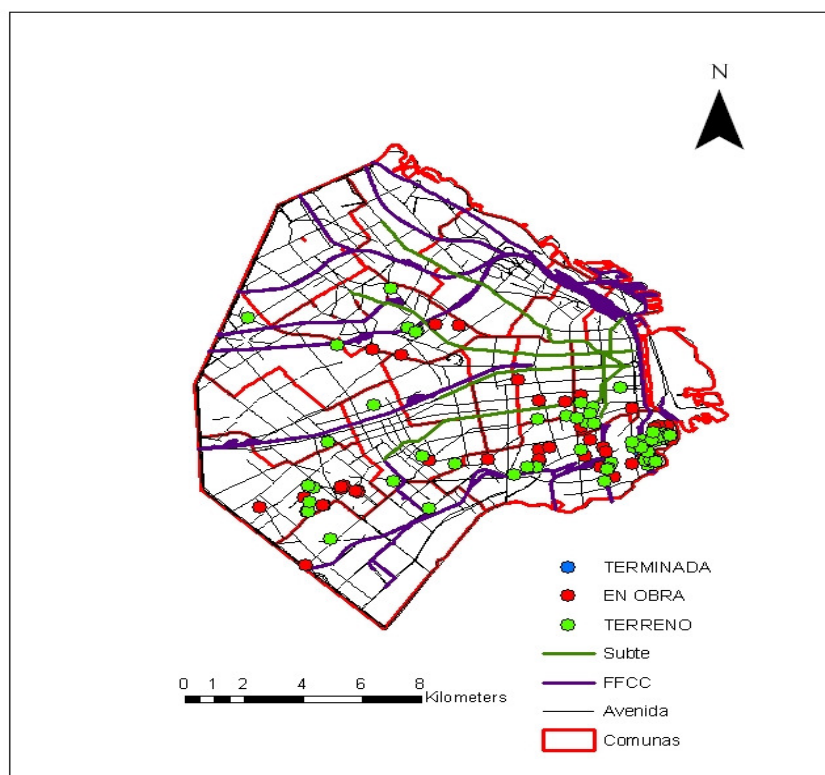 N
TERMINADA
EN OBRA
TERRENO
Subte
FFCC
Avenida
Comunas
0 1 2 4 6 8
Kilometers